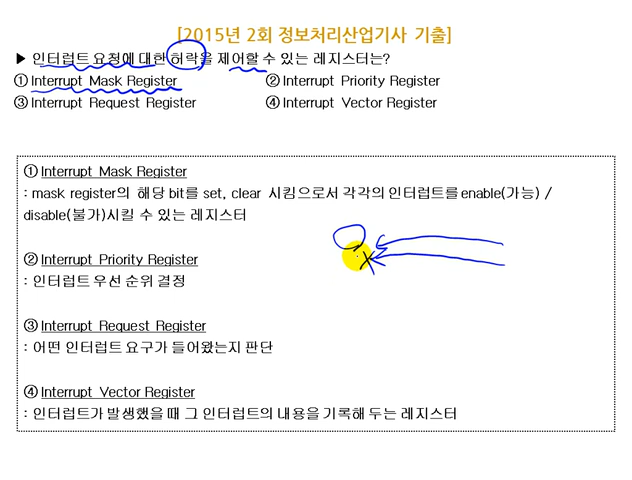 [2015년 2회 정보처리산업기사 기출]
▶ 인터럽트 요청에 대한 허락을 제어할 수 있는 레지스터는?
① Interrupt Mask Register ② Interrupt Priority Register
③ Interrupt Request Register ④ Interrupt Vector Register
① Interrupt Mask Register
: mask register의 해당 bit를 set, clear 시킴으로서 각각의 인터럽트를 enable(가능) /
disable(불가)시킬 수 있는 레지스터
② Interrupt Priority Register
: 인터럽트 우선 순위 결정
③ Interrupt Request Register
: 어떤 인터럽트 요구가 들어왔는지 판단
④ Interrupt Vector Register
: 인터럽트가 발생했을 때 그 인터럽트의 내용을 기록해 두는 레지스터